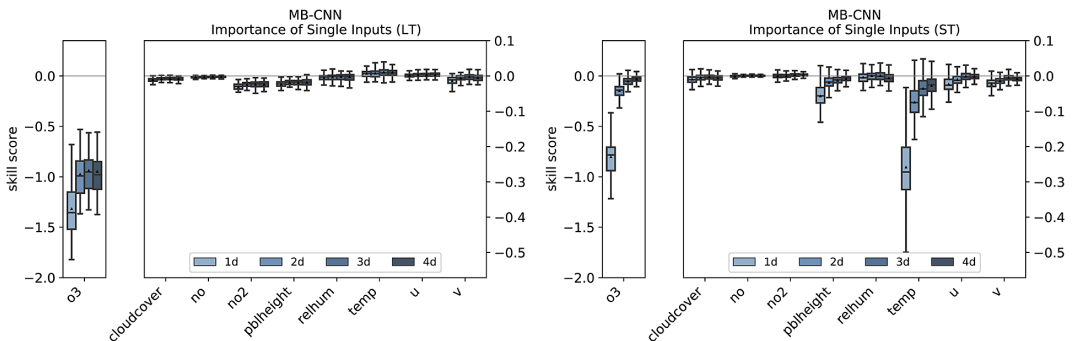 MB-CNN
Importance of Single Inputs (LT)
skill score
0.0
−0.5
−1.0
−1.5
−2.0
o3
0.1
0.0
−0.1
−0.2
−0.3
−0.4
−0.5
1d 2d 3d 4d
cloudcover no no2 pblheight relhum temp u v
MB-CNN
Importance of Single Inputs (ST)
skill score
0.0
−0.5
−1.0
−1.5
−2.0
o3
0.1
0.0
−0.1
−0.2
−0.3
−0.4
−0.5
1d 2d 3d 4d
cloudcover no no2 pblheight relhum temp u v